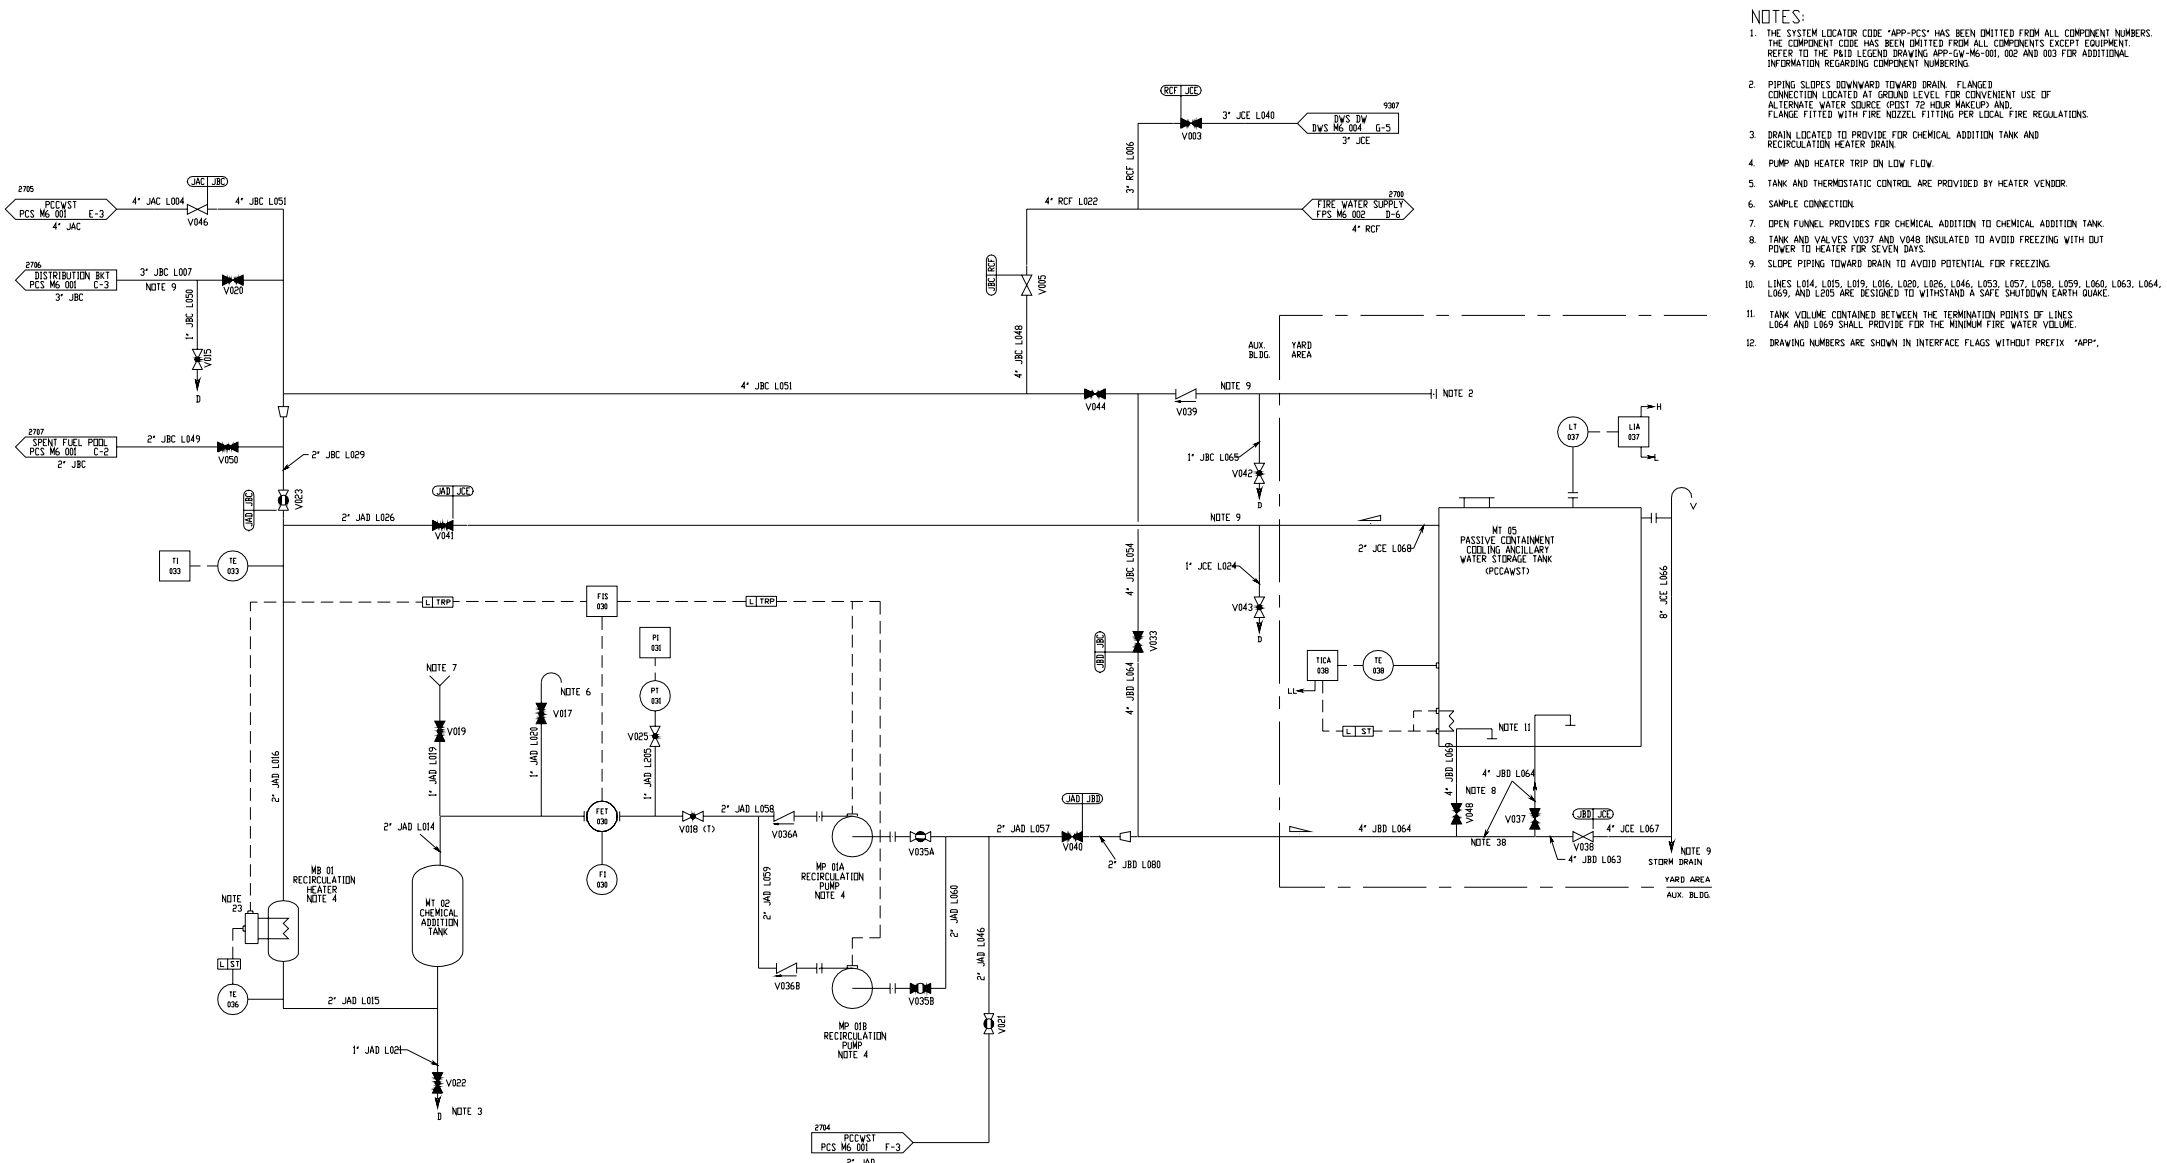 NOTES:
1. THE SYSTEM LOCATOR CODE "APP-PCS" HAS BEEN OMITTED FROM ALL COMPONENT NUMBERS.
THE COMPONENT CODE HAS BEEN OMITTED FROM ALL COMPONENTS EXCEPT EQUIPMENT.
REFER TO THE P&ID LEGEND DRAWING APP-GW-M6-001, 002 AND 003 FOR ADDITIONAL
INFORMATION REGARDING COMPONENT NUMBERING.
2. PIPING SLOPES DOWNWARD TOWARD DRAIN. FLANGED
CONNECTION LOCATED AT GROUND LEVEL FOR CONVENIENT USE OF
ALTERNATE WATER SOURCE (POST 72 HOUR MAKEUP) AND,
FLANGE FITTED WITH FIRE NOZZEL FITTING PER LOCAL FIRE REGULATIONS.
3. DRAIN LOCATED TO PROVIDE FOR CHEMICAL ADDITION TANK AND
RECIRCULATION HEATER DRAIN.
4. PUMP AND HEATER TRIP ON LOW FLOW.
5. TANK AND THERMOSTATIC CONTROL ARE PROVIDED BY HEATER VENDOR.
6. SAMPLE CONNECTION.
7. OPEN FUNNEL PROVIDES FOR CHEMICAL ADDITION TO CHEMICAL ADDITION TANK.
8. TANK AND VALVES V037 AND V048 INSULATED TO AVOID FREEZING WITH OUT
POWER TO HEATER FOR SEVEN DAYS.
9. SLOPE PIPING TOWARD DRAIN TO AVOID POTENTIAL FOR FREEZING.
10. LINES L014, L015, L019, L016, L020, L026, L046, L053, L057, L058, L059, L060, L063, L064,
L069, AND L205 ARE DESIGNED TO WITHSTAND A SAFE SHUTDOWN EARTH QUAKE.
11. TANK VOLUME CONTAINED BETWEEN THE TERMINATION POINTS OF LINES
L064 AND L069 SHALL PROVIDE FOR THE MINIMUM FIRE WATER VOLUME.
12. DRAWING NUMBERS ARE SHOWN IN INTERFACE FLAGS WITHOUT PREFIX "APP",
RCF JCE
V003
3" JCE L040
9307
DWS DW
DWS M6 004 G-5
3" JCE
3" RCF L006
2705
PCCWST
PCS M6 001 E-3
4" JAC
4" JAC L004
JAC JBC
V046
4" JBC L051
4" RCF L022
2700
FIRE WATER SUPPLY
FPS M6 002 D-6
4" RCF
2706
DISTRIBUTION BKT
PCS M6 001 C-3
3" JBC
3" JBC L007
NOTE 9
V020
1" JBC L050
V015
D
JBC RCF
V005
4" JBC L048
AUX.
BLDG.
YARD
AREA
4" JBC L051
V044
V039
NOTE 9
NOTE 2
2707
SPENT FUEL POOL
PCS M6 001 C-2
2" JBC
2" JBC L049
V050
2" JBC L029
JAD JBC
V023
1" JBC L065
V042
D
LT
037
LIA
037
H
L
V
2" JAD L026
JAD JCE
V041
NOTE 9
2" JCE L068
MT 05
PASSIVE CONTAINMENT
COOLING ANCILLARY
WATER STORAGE TANK
(PCCAWST)
8" JCE L066
TI
033
TE
033
L TRP
FIS
030
L TRP
4" JBC L054
1" JCE L024
V043
D
PI
031
PT
031
V025
1" JAD L205
JBD JBC
V033
4" JBD L064
TICA
038
TE
038
LL
L ST
NOTE 11
NOTE 7
V019
1" JAD L019
NOTE 6
V017
1" JAD L020
2" JAD L016
4" JBD L069
4" JBD L064
NOTE 8
V048
V037
JBD JCE
V038
4" JCE L067
4" JBD L064
NOTE 38
4" JBD L063
NOTE 9
STORM DRAIN
YARD AREA
AUX. BLDG.
2" JAD L014
FET
030
FI
030
V018 (T)
2" JAD L058
V036A
MP 01A
RECIRCULATION
PUMP
NOTE 4
V035A
2" JAD L057
JAD JBD
V040
2" JBD L080
MB 01
RECIRCULATION
HEATER
NOTE 4
NOTE
23
L ST
TE
036
MT 02
CHEMICAL
ADDITION
TANK
2" JAD L059
2" JAD L060
2" JAD L046
V036B
V035B
2" JAD L015
MP 01B
RECIRCULATION
PUMP
NOTE 4
V021
1" JAD L021
V022
D
NOTE 3
2704
PCCWST
PCS M6 001 F-3
2" JAD